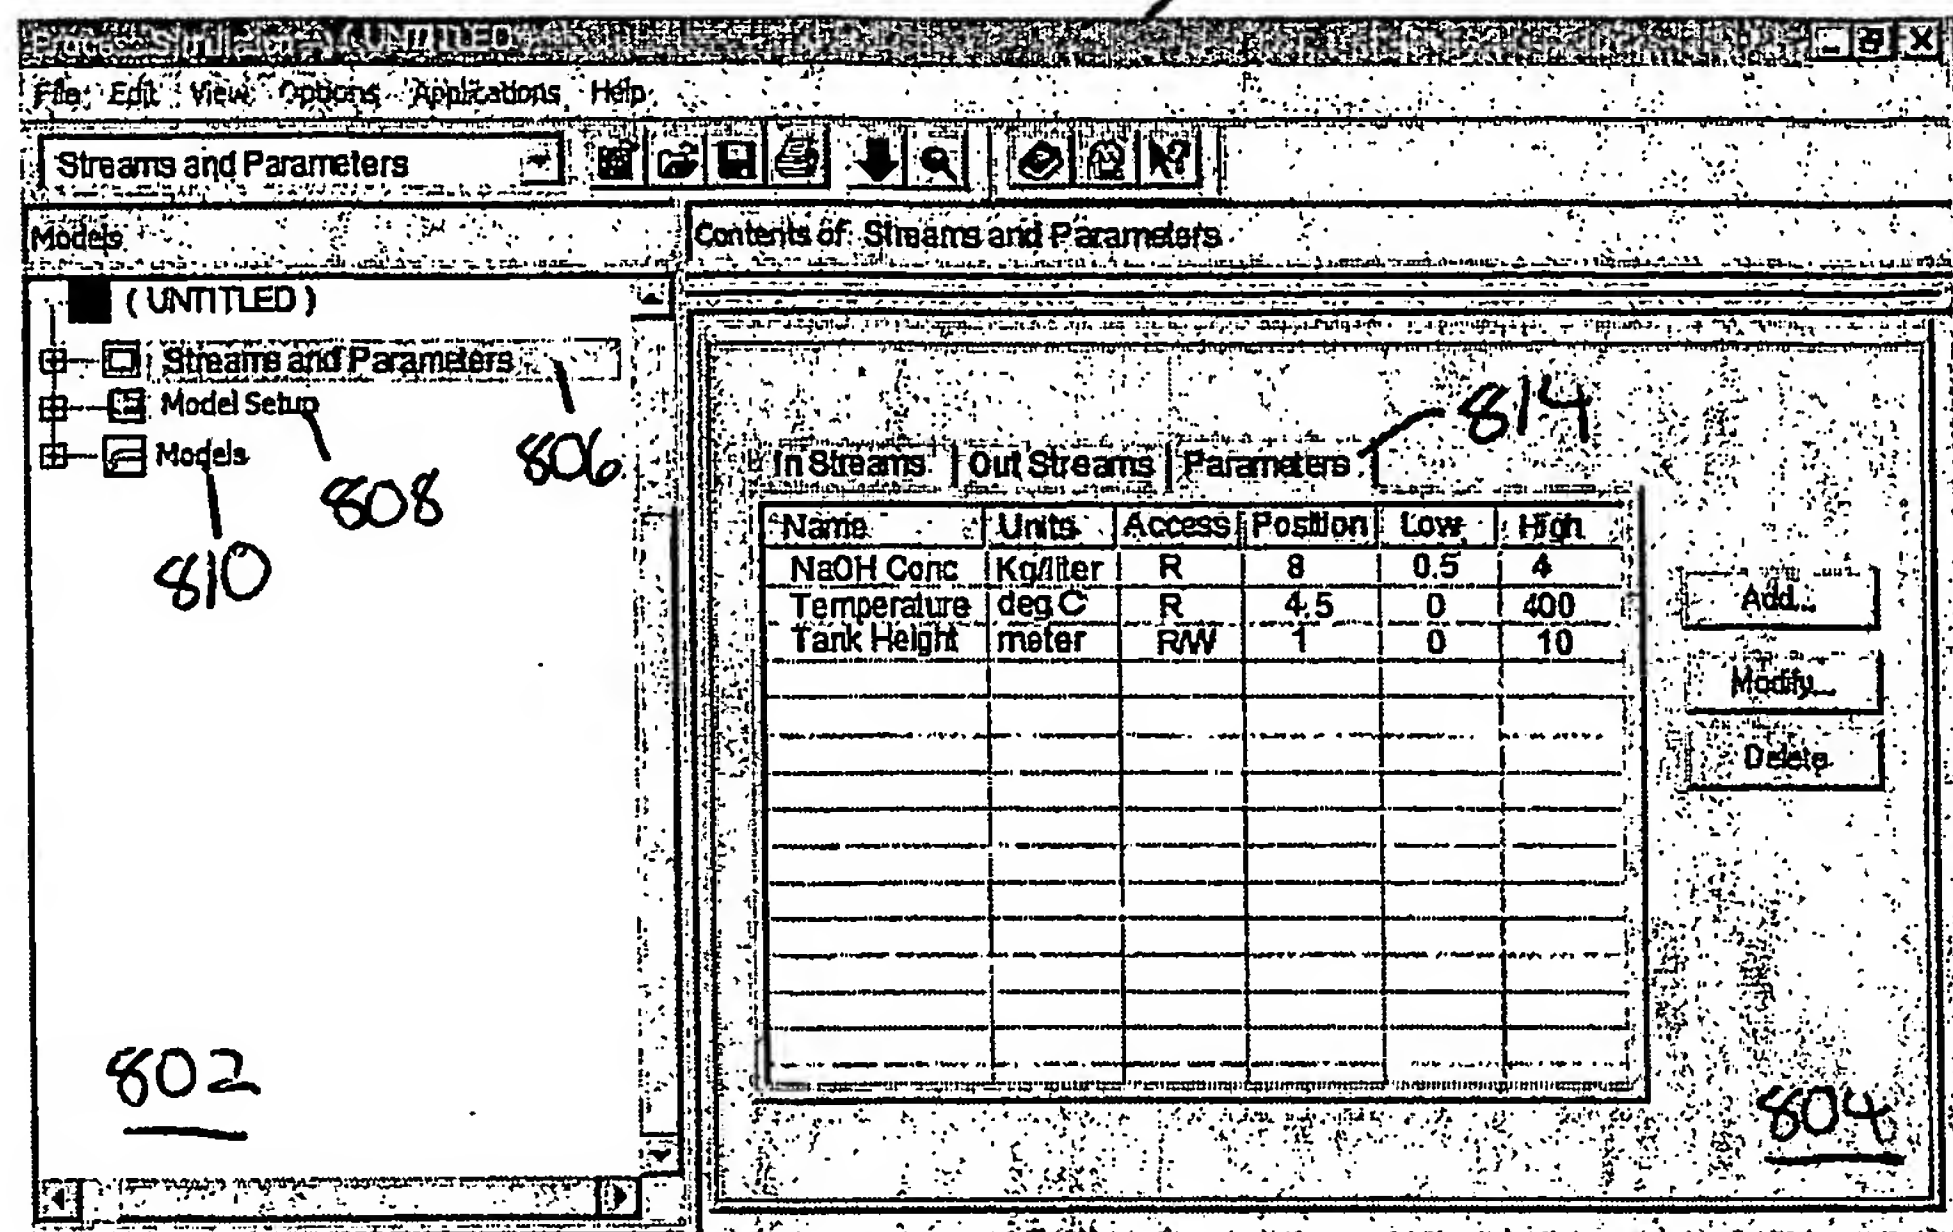 (UNTITLED)
File Edit View Options Applications Help
Streams and Parameters
Models
Contents of: Streams and Parameters
(UNTITLED)
Streams and Parameters
Model Setup
Models
806
808
810
802
814
In Streams Out Streams Parameters
Name Units Access Position Low High
NaOH Conc Kg/liter R 8 0.5 4
Temperature deg C R 4.5 0 400
Tank Height meter R/W 1 0 10
Add...
Modify...
Delete
804